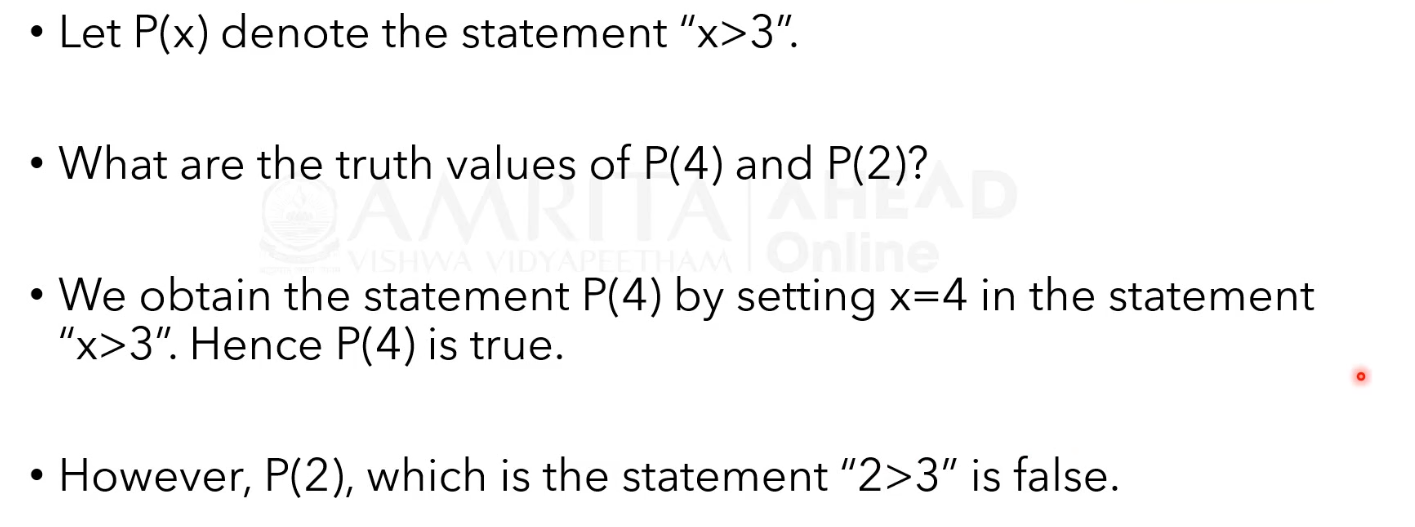 • Let P(x) denote the statement “x>3”.
• What are the truth values of P(4) and P(2)?
AMRITA AHEAD
VISHWA VIDYAPEETHAM Online
• We obtain the statement P(4) by setting x=4 in the statement
“x>3”. Hence P(4) is true.
• However, P(2), which is the statement “2>3” is false.